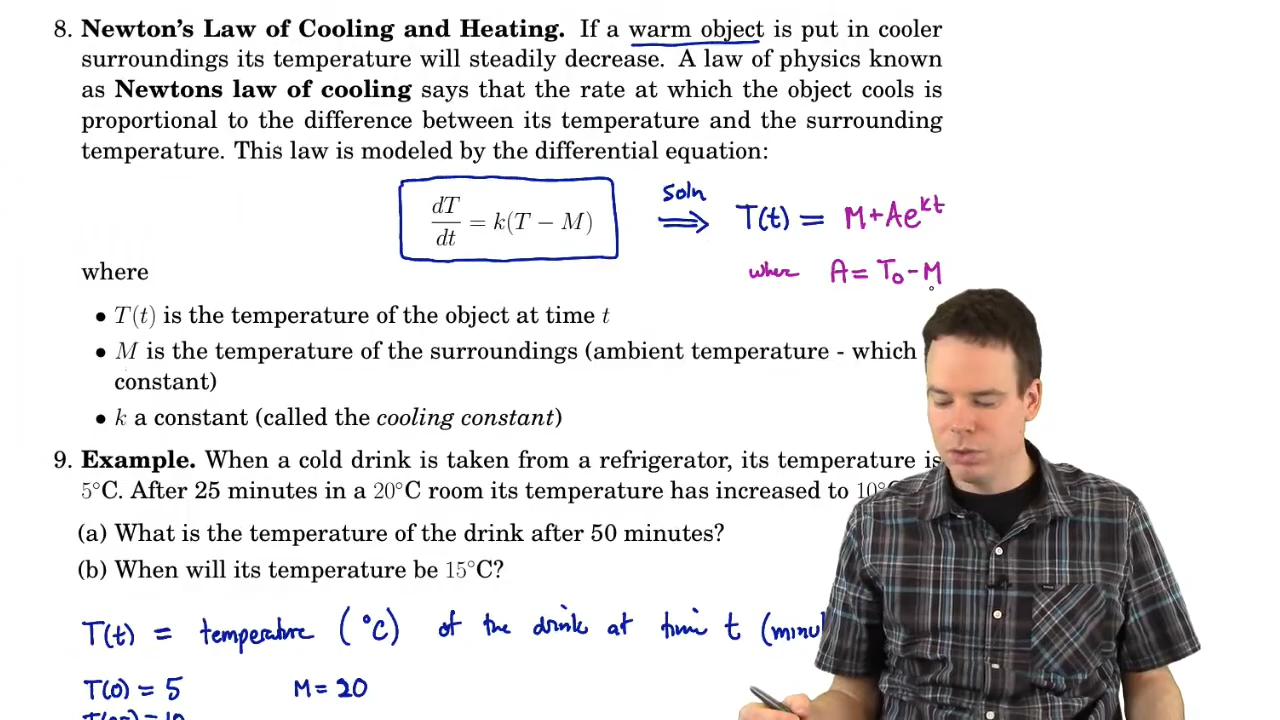 8. Newton's Law of Cooling and Heating. If a warm object is put in cooler
surroundings its temperature will steadily decrease. A law of physics known
as Newtons law of cooling says that the rate at which the object cools is
proportional to the difference between its temperature and the surrounding
temperature. This law is modeled by the differential equation:
dT/dt = k(T − M) soln ⟹ T(t) = M+Ae^{kt}
where A = T₀-M
where
• T(t) is the temperature of the object at time t
• M is the temperature of the surroundings (ambient temperature - which
constant)
• k a constant (called the cooling constant)
9. Example. When a cold drink is taken from a refrigerator, its temperature is
5°C. After 25 minutes in a 20°C room its temperature has increased to 10°C
(a) What is the temperature of the drink after 50 minutes?
(b) When will its temperature be 15°C?
T(t) = temperature (°C) of the drink at time t (minu
T(0) = 5 M = 20